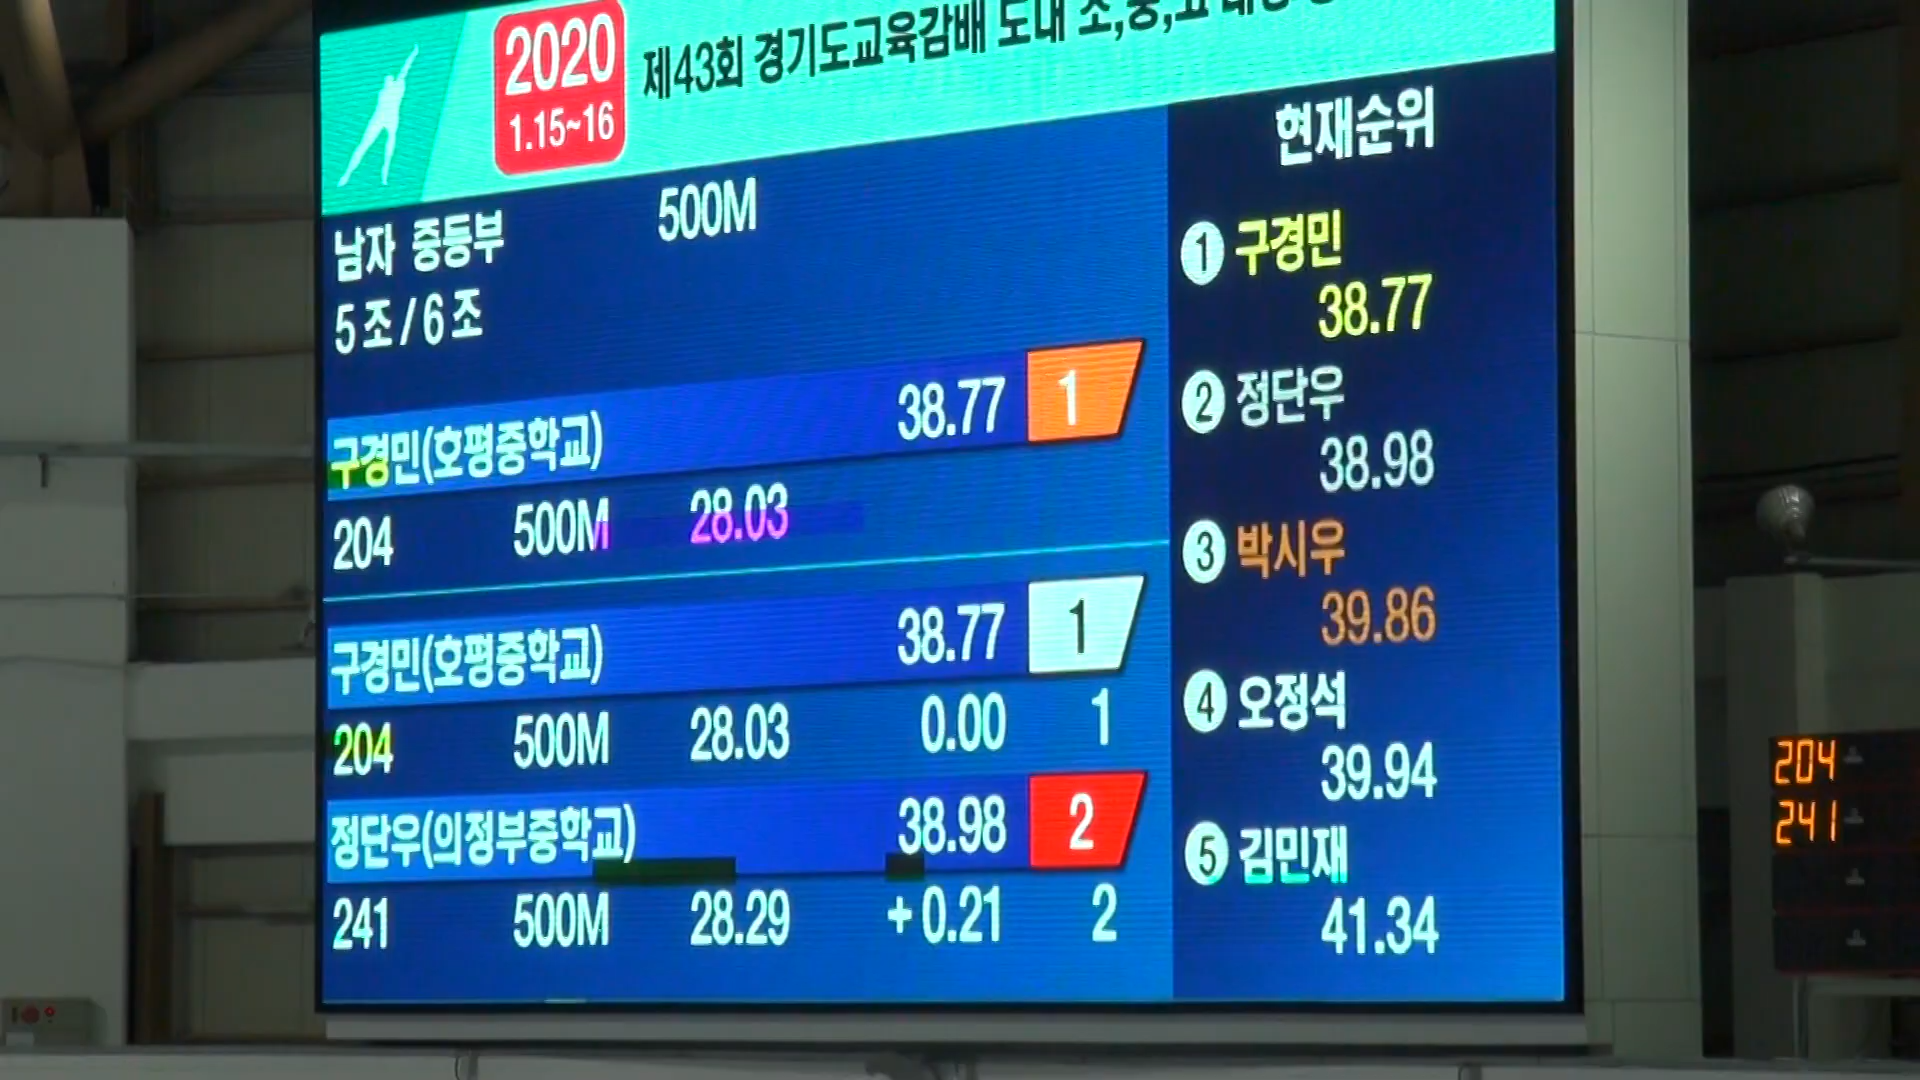 2020
1.15~16
제43회 경기도교육감배 도내
현재순위
남자 중등부 500M
5조/6조
구경민(호평중학교) 38.77 1
204 500M 28.03
구경민(호평중학교) 38.77 1
204 500M 28.03 0.00 1
정단우(의정부중학교) 38.98 2
241 500M 28.29 +0.21 2
1 구경민
38.77
2 정단우
38.98
3 박시우
39.86
4 오정석
39.94
5 김민재
41.34
204
241